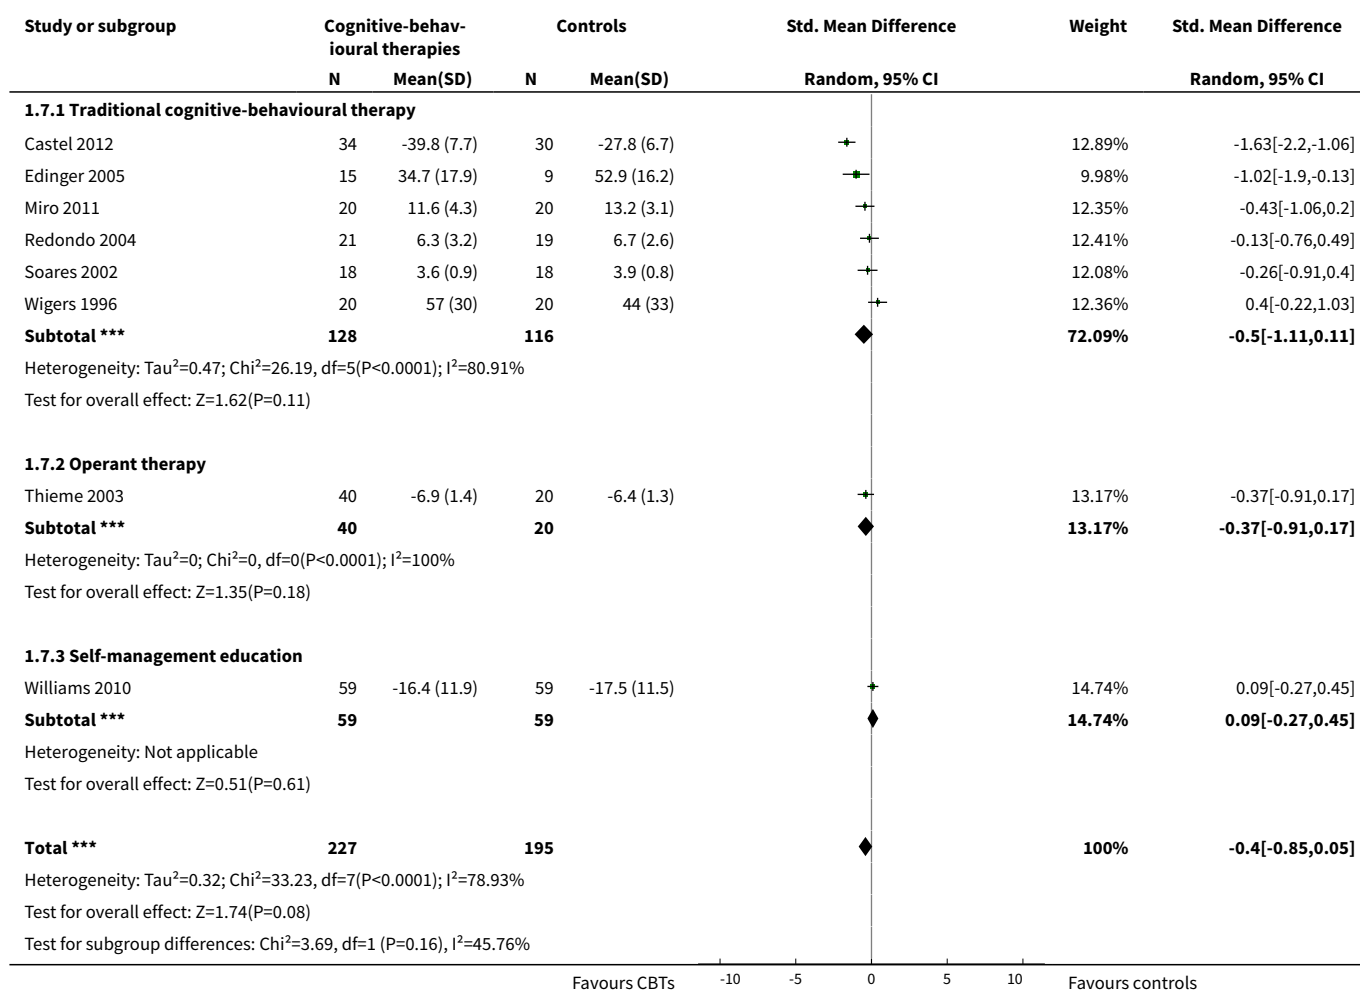 Study or subgroup Cognitive-behav- Controls Std. Mean Difference Weight Std. Mean Difference
ioural therapies
N Mean(SD) N Mean(SD) Random, 95% CI Random, 95% CI
1.7.1 Traditional cognitive-behavioural therapy
Castel 2012 34 -39.8 (7.7) 30 -27.8 (6.7) 12.89% -1.63[-2.2,-1.06]
Edinger 2005 15 34.7 (17.9) 9 52.9 (16.2) 9.98% -1.02[-1.9,-0.13]
Miro 2011 20 11.6 (4.3) 20 13.2 (3.1) 12.35% -0.43[-1.06,0.2]
Redondo 2004 21 6.3 (3.2) 19 6.7 (2.6) 12.41% -0.13[-0.76,0.49]
Soares 2002 18 3.6 (0.9) 18 3.9 (0.8) 12.08% -0.26[-0.91,0.4]
Wigers 1996 20 57 (30) 20 44 (33) 12.36% 0.4[-0.22,1.03]
Subtotal *** 128 116 72.09% -0.5[-1.11,0.11]
Heterogeneity: Tau²=0.47; Chi²=26.19, df=5(P<0.0001); I²=80.91%
Test for overall effect: Z=1.62(P=0.11)
1.7.2 Operant therapy
Thieme 2003 40 -6.9 (1.4) 20 -6.4 (1.3) 13.17% -0.37[-0.91,0.17]
Subtotal *** 40 20 13.17% -0.37[-0.91,0.17]
Heterogeneity: Tau²=0; Chi²=0, df=0(P<0.0001); I²=100%
Test for overall effect: Z=1.35(P=0.18)
1.7.3 Self-management education
Williams 2010 59 -16.4 (11.9) 59 -17.5 (11.5) 14.74% 0.09[-0.27,0.45]
Subtotal *** 59 59 14.74% 0.09[-0.27,0.45]
Heterogeneity: Not applicable
Test for overall effect: Z=0.51(P=0.61)
Total *** 227 195 100% -0.4[-0.85,0.05]
Heterogeneity: Tau²=0.32; Chi²=33.23, df=7(P<0.0001); I²=78.93%
Test for overall effect: Z=1.74(P=0.08)
Test for subgroup differences: Chi²=3.69, df=1 (P=0.16), I²=45.76%
Favours CBTs -10 -5 0 5 10 Favours controls